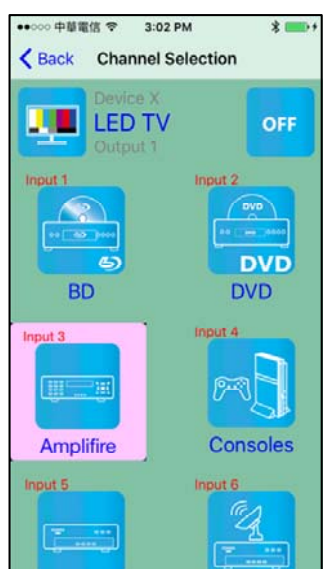 中華電信 3:02 PM
Back Channel Selection
Device X
LED TV
Output 1
OFF
Input 1 Input 2
DVD
DVD
BD DVD
Input 3 Input 4
Amplifire Consoles
Input 5 Input 6